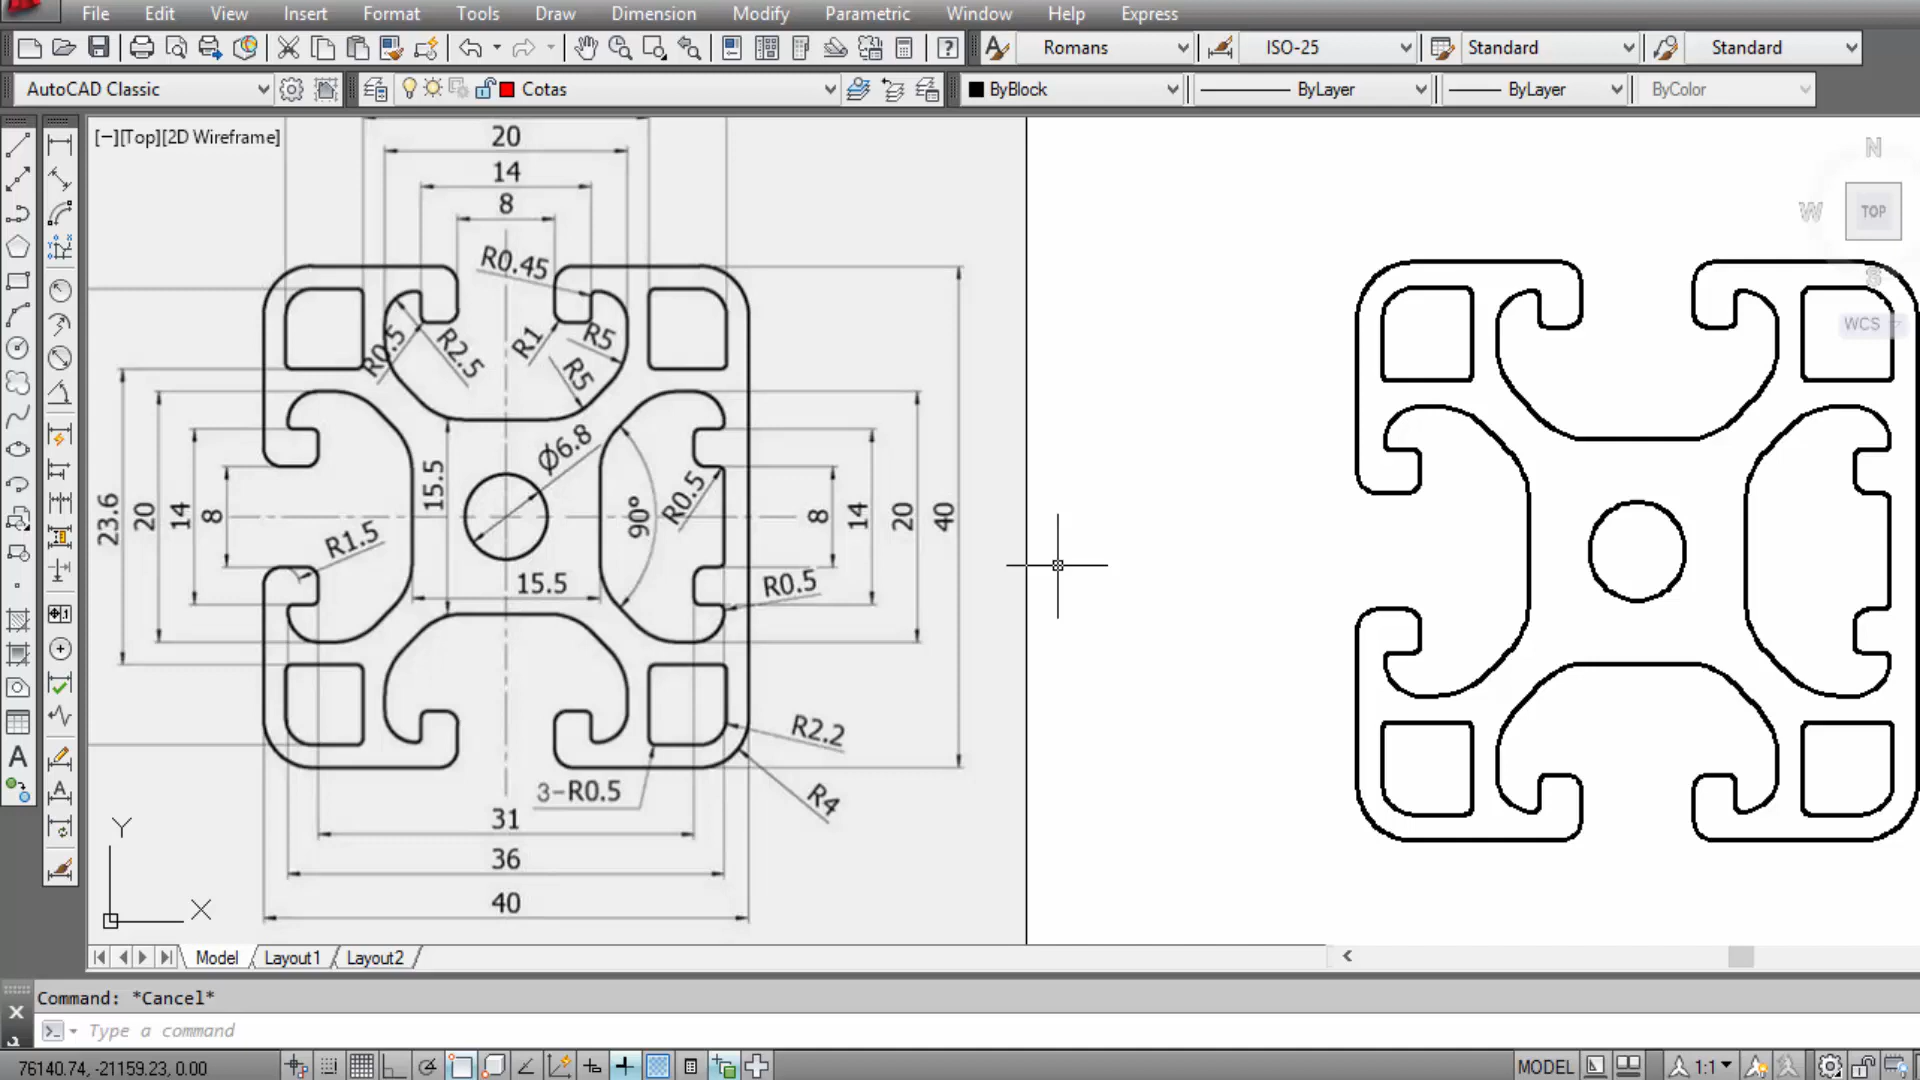 File Edit View Insert Format Tools Draw Dimension Modify Parametric Window Help Express
Romans ISO-25 Standard Standard
AutoCAD Classic Cotas ByBlock ByLayer ByLayer ByColor
[−][Top][2D Wireframe]
20
14
8
R0.45
R0.5
R2.5
R1
R5
R5
Ø6.8
15.5
90°
R0.5
23.6
20
14
8
8
14
20
40
R1.5
15.5
R0.5
R2.2
3-R0.5
R4
31
36
40
Y
X
N
W
TOP
S
WCS
Model Layout1 Layout2
Command: *Cancel*
Type a command
76140.74, -21159.23, 0.00
MODEL 1:1